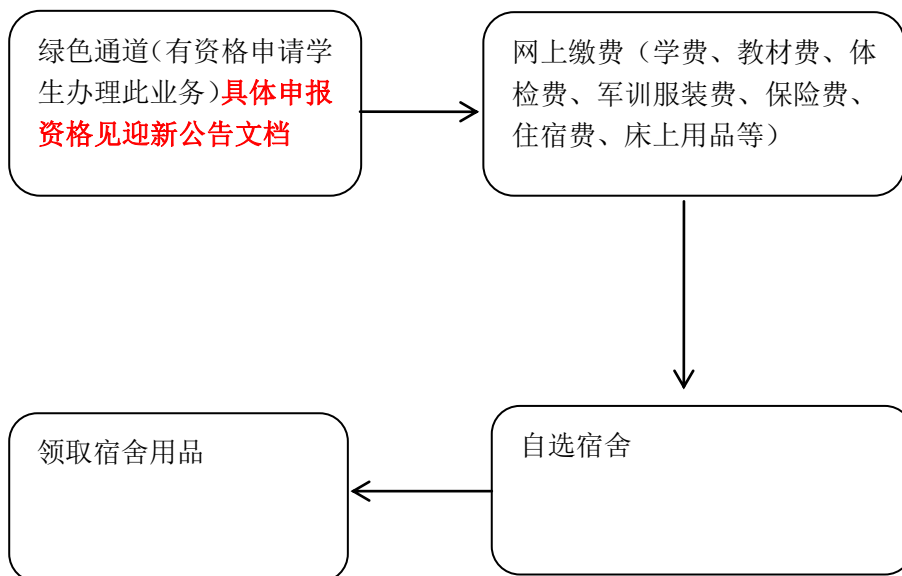 绿色通道(有资格申请学
生办理此业务)具体申报
资格见迎新公告文档
网上缴费（学费、教材费、体
检费、军训服装费、保险费、
住宿费、床上用品等）
自选宿舍
领取宿舍用品